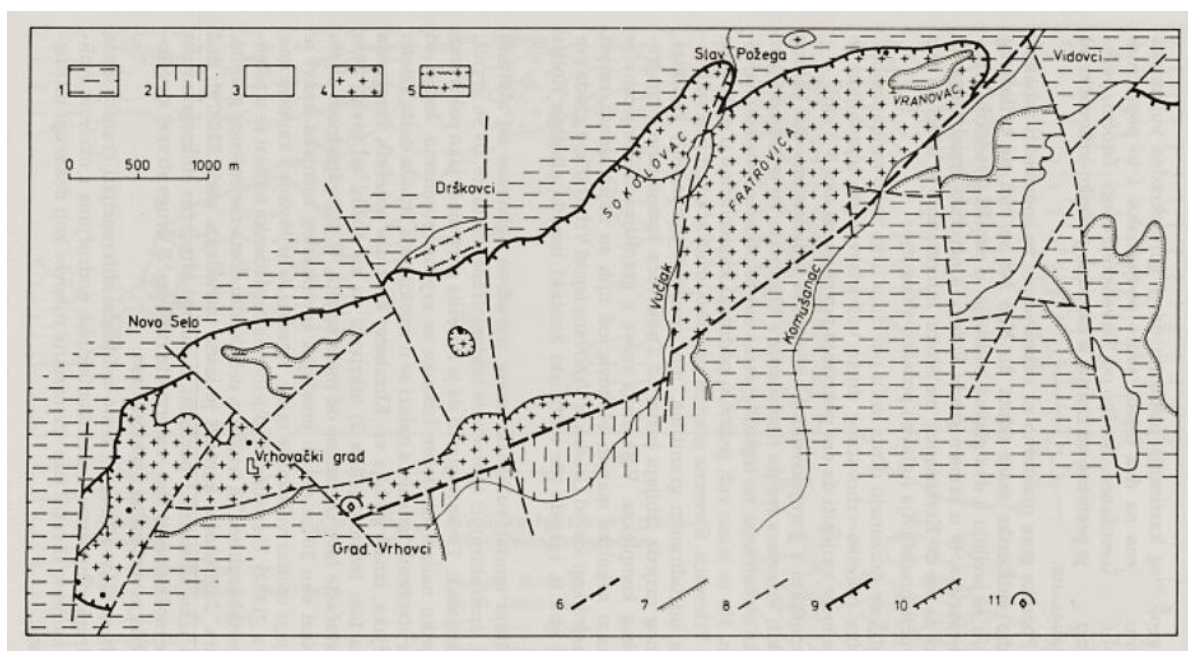 Slav Požega
Vidovci
1 2 3 4 5
VRANOVAC
0 500 1000 m
SOKOLOVAC
FRATROVICA
Drškovci
Vučjak
Komušanac
Novo Selo
Vrhovački grad
Grad Vrhovci
6 7 8 9 10 11